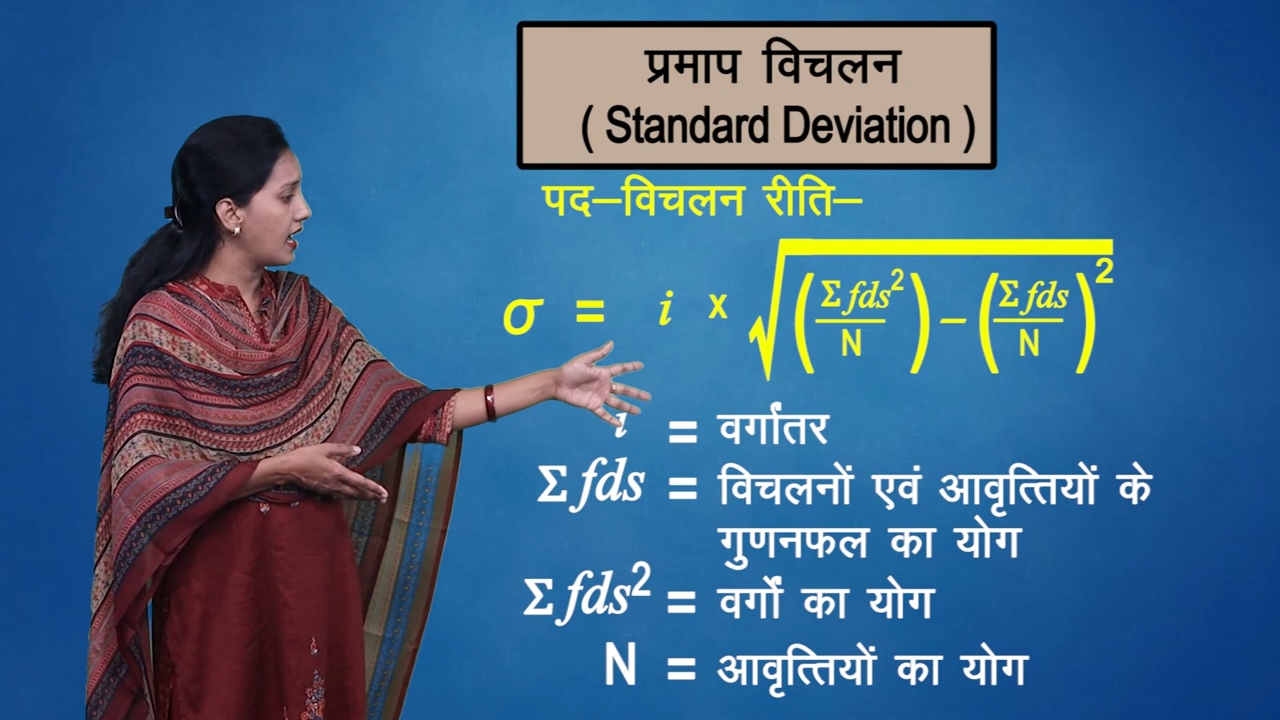 प्रमाप विचलन
( Standard Deviation )
पद–विचलन रीति–
σ = i x √(Σfds²/N) – (Σfds/N)²
i = वर्गांतर
Σfds = विचलनों एवं आवृत्तियों के
गुणनफल का योग
Σfds² = वर्गों का योग
N = आवृत्तियों का योग